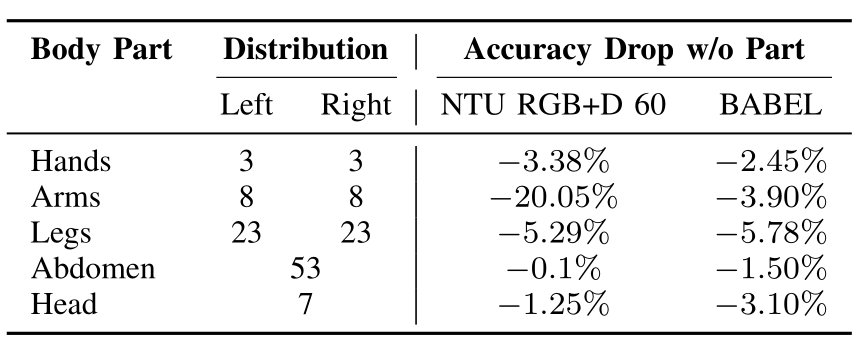 Body Part Distribution | Accuracy Drop w/o Part
Left Right | NTU RGB+D 60 BABEL
Hands 3 3 −3.38% −2.45%
Arms 8 8 −20.05% −3.90%
Legs 23 23 −5.29% −5.78%
Abdomen 53 −0.1% −1.50%
Head 7 −1.25% −3.10%